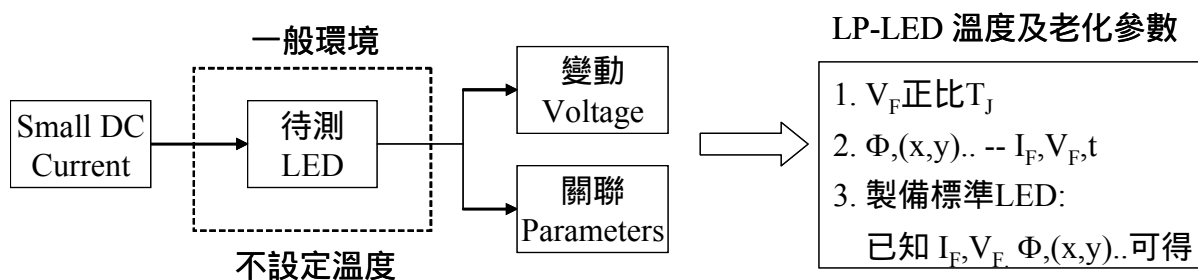 一般環境
Small DC
Current
待測
LED
不設定溫度
變動
Voltage
關聯
Parameters
LP-LED 溫度及老化參數
1. VF正比TJ
2. Φ,(x,y).. -- IF,VF,t
3. 製備標準LED:
已知 IF,VF, Φ,(x,y)..可得